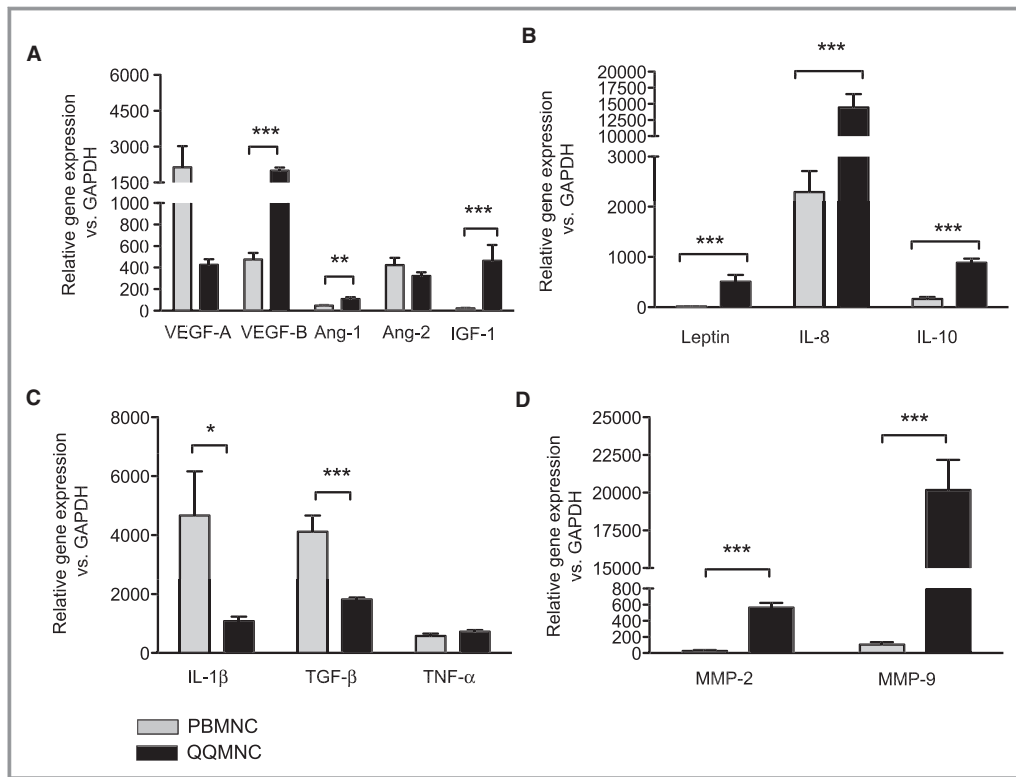 A
Relative gene expression
vs. GAPDH
6000
4500
3000
1500
1000
800
600
400
200
0
***
**
***
VEGF-A VEGF-B Ang-1 Ang-2 IGF-1
B
Relative gene expression
vs. GAPDH
20000
17500
15000
12500
10000
3000
2000
1000
0
***
***
***
Leptin IL-8 IL-10
C
Relative gene expression
vs. GAPDH
8000
6000
4000
2000
0
*
***
IL-1β TGF-β TNF-α
D
Relative gene expression
vs. GAPDH
25000
22500
20000
17500
15000
800
600
400
200
0
***
***
MMP-2 MMP-9
PBMNC
QQMNC